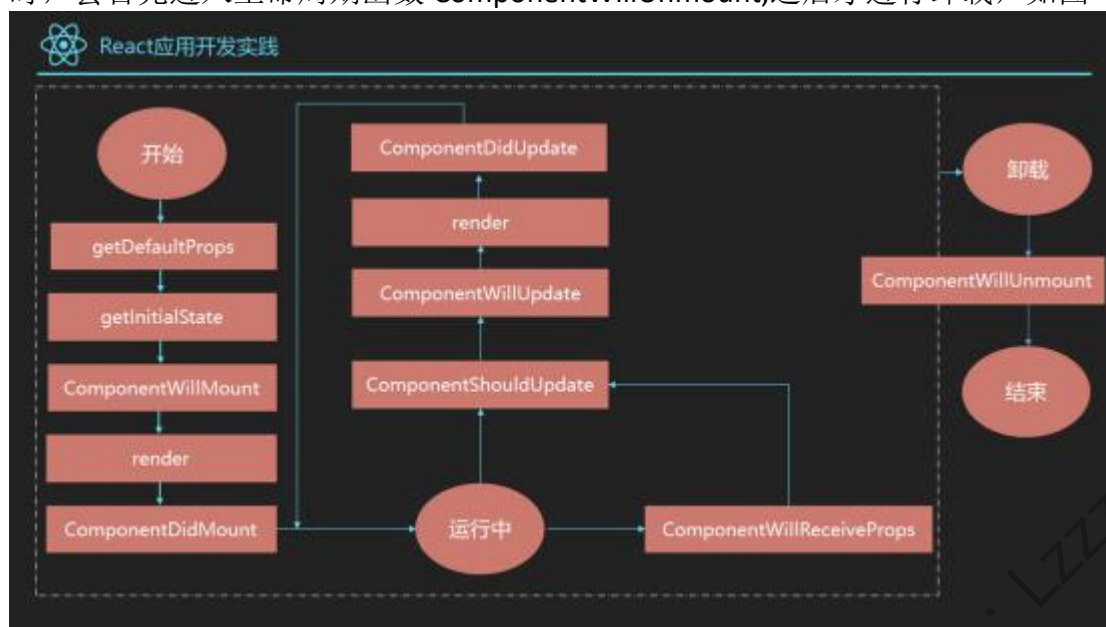 React应用开发实践
开始
getDefaultProps
getInitialState
ComponentWillMount
render
ComponentDidMount
ComponentDidUpdate
render
ComponentWillUpdate
ComponentShouldUpdate
运行中
ComponentWillReceiveProps
卸载
ComponentWillUnmount
结束
LZZ